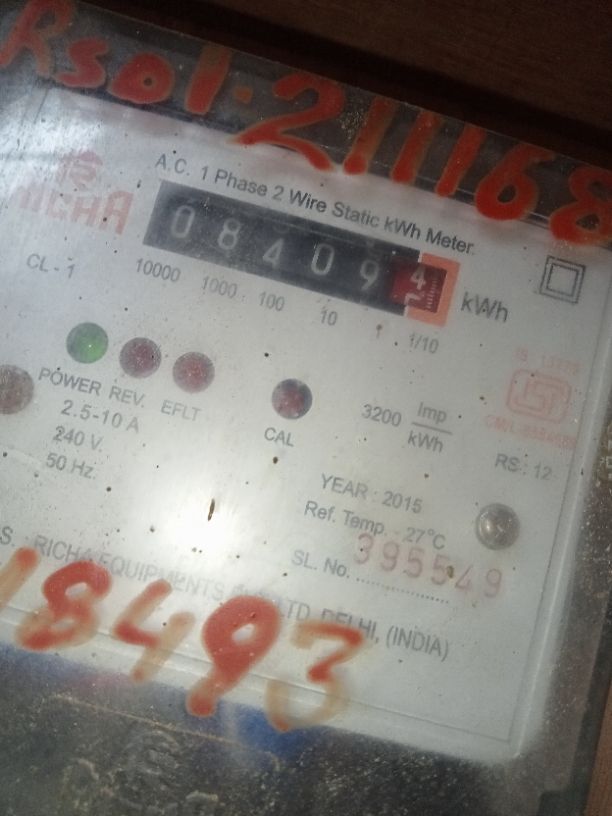 RSD1-211168
RICHA
A.C. 1 Phase 2 Wire Static kWh Meter.
08409 4
kWh
CL - 1
10000 1000 100 10 1 1/10
POWER REV. EFLT
CAL
3200 Imp
kWh
2.5-10 A
240 V.
50 Hz.
RS : 12
YEAR : 2015
Ref. Temp. : 27°C
SL. No. 395549
RICHA EQUIPMENTS LTD. DELHI, (INDIA)
18493